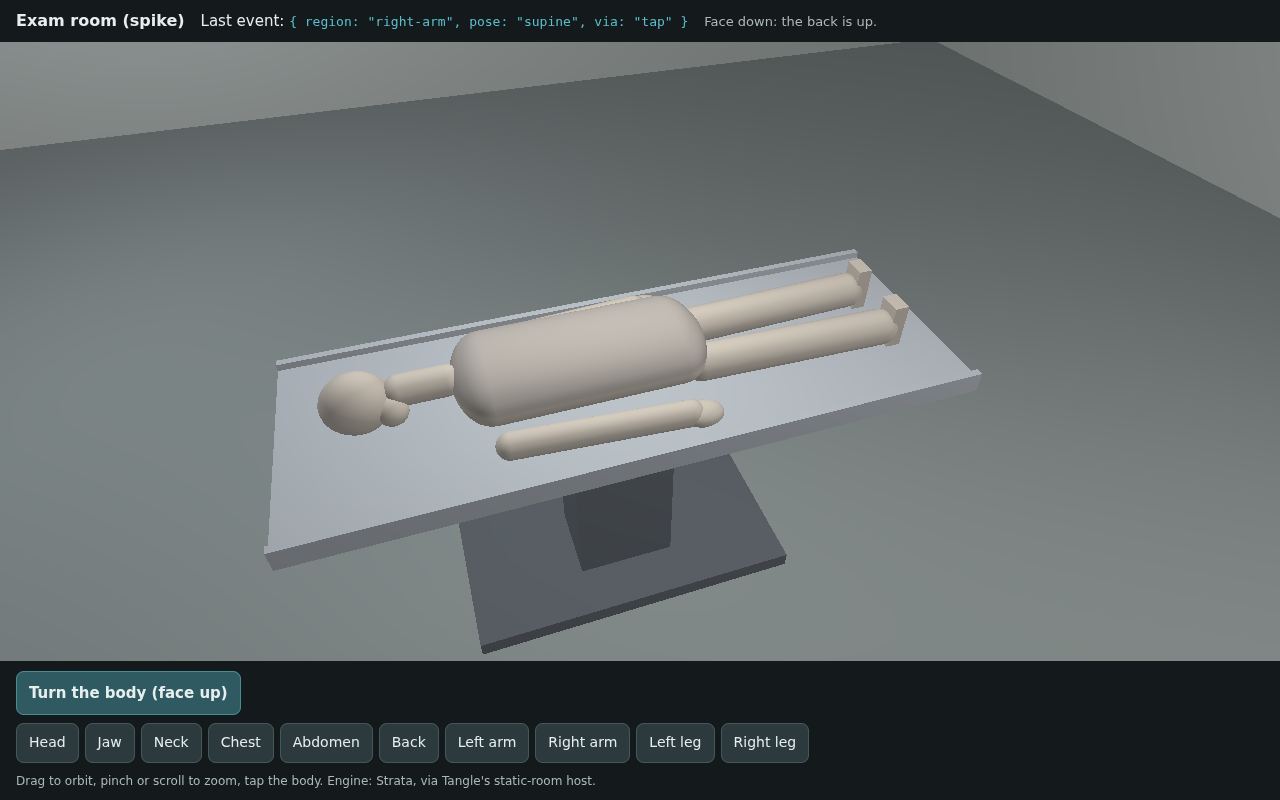 Exam room (spike) Last event: { region: "right-arm", pose: "supine", via: "tap" } Face down: the back is up.
Turn the body (face up)
Head Jaw Neck Chest Abdomen Back Left arm Right arm Left leg Right leg
Drag to orbit, pinch or scroll to zoom, tap the body. Engine: Strata, via Tangle's static-room host.